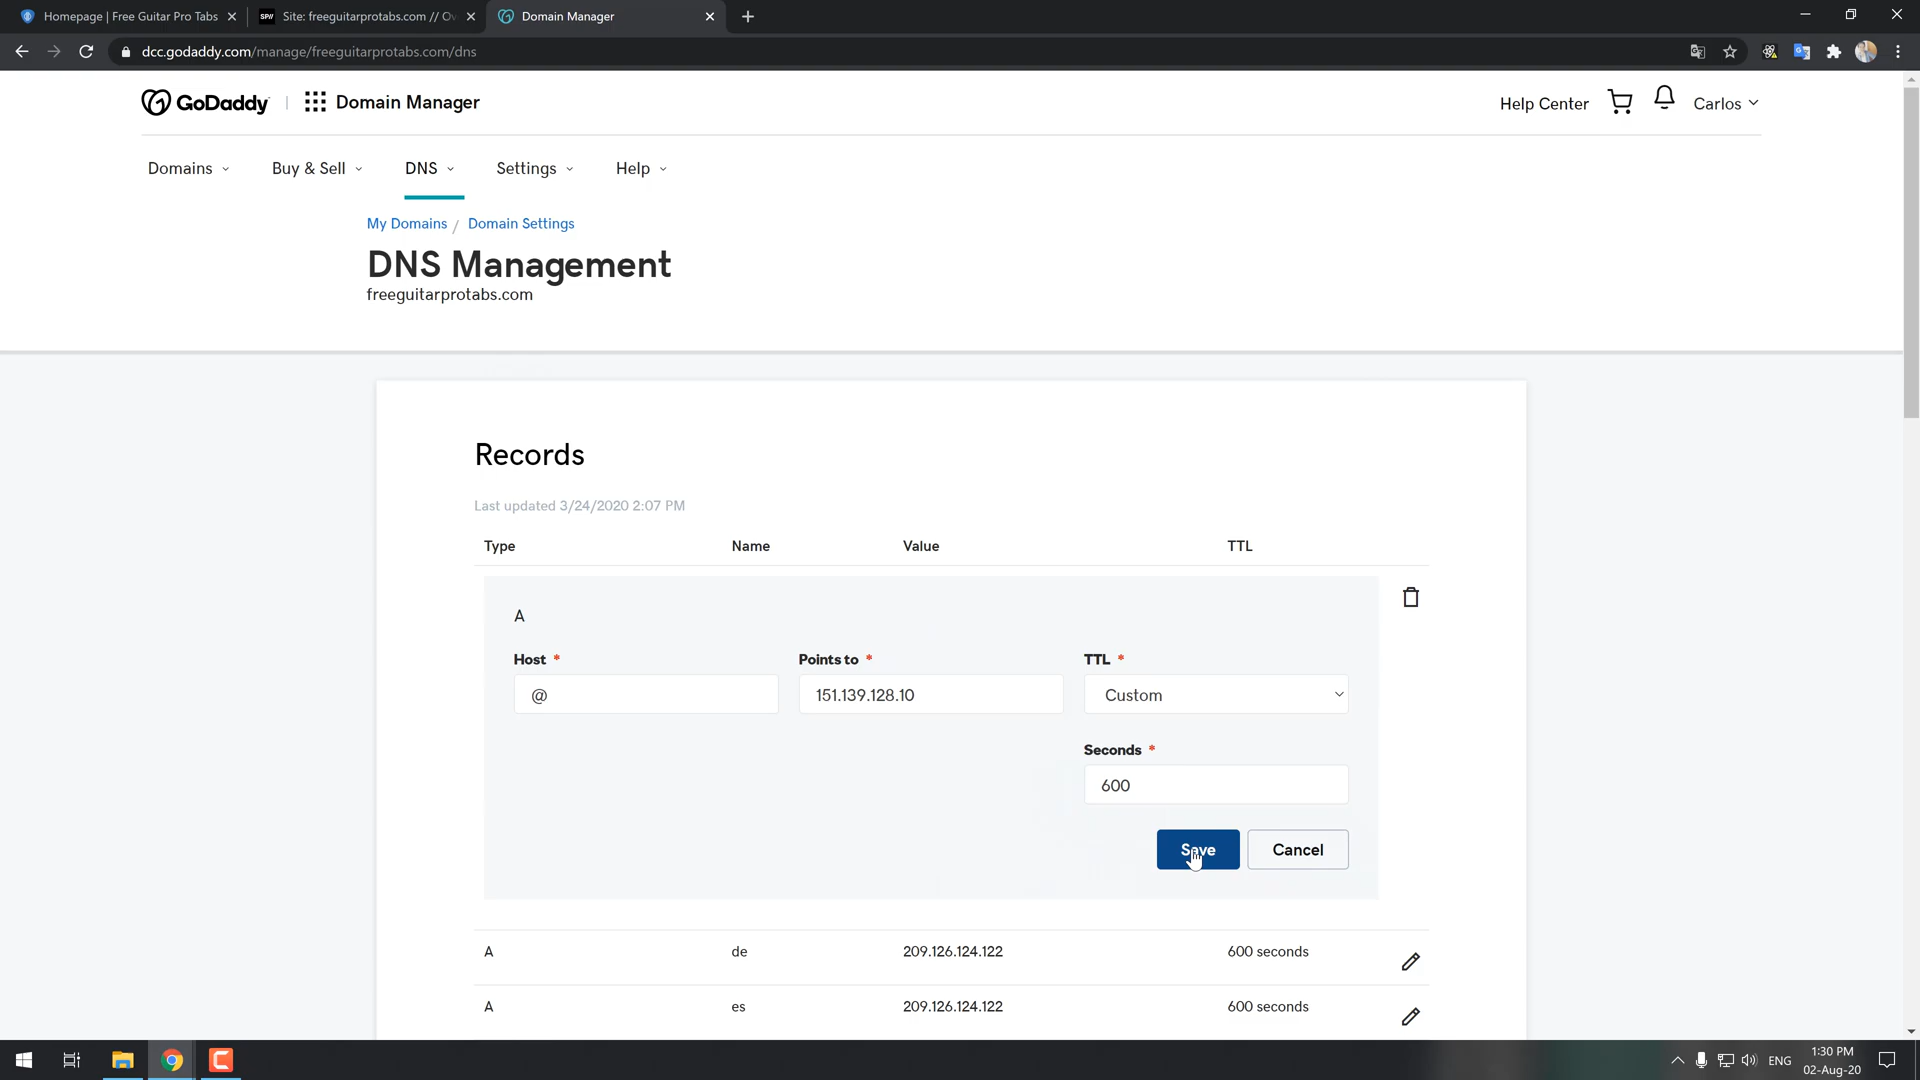 Homepage | Free Guitar Pro Tabs
SP// Site: freeguitarprotabs.com // Ov
Domain Manager
dcc.godaddy.com/manage/freeguitarprotabs.com/dns
GoDaddy
Domain Manager
Help Center
Carlos
Domains
Buy & Sell
DNS
Settings
Help
My Domains / Domain Settings
DNS Management
freeguitarprotabs.com
Records
Last updated 3/24/2020 2:07 PM
Type Name Value TTL
A
Host * Points to * TTL *
@ 151.139.128.10 Custom
Seconds *
600
Save Cancel
A de 209.126.124.122 600 seconds
A es 209.126.124.122 600 seconds
ENG
1:30 PM
02-Aug-20